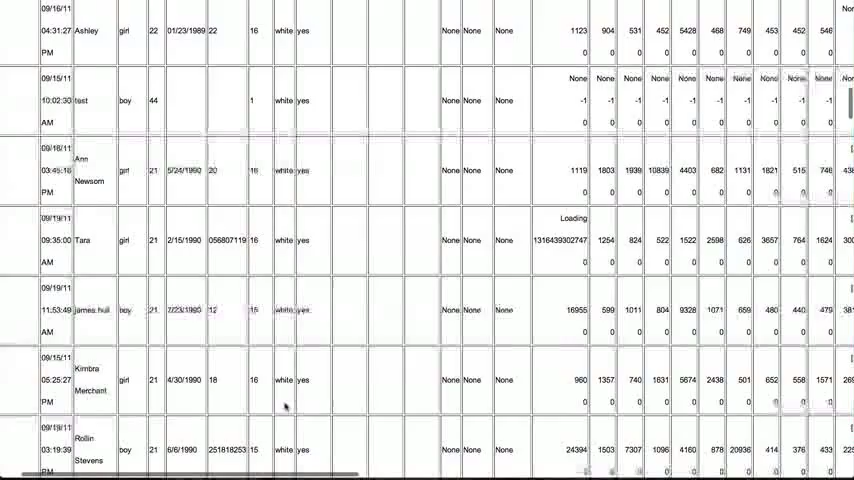 09/16/11
04:31:27 Ashley girl 22 01/23/1989 22 16 white yes None None None 1123 904 531 452 5428 468 749 453 452 546
PM 0 0 0 0 0 0 0 0 0 0
09/15/11 None None None None None None None None None None
10:02:30 test boy 44 1 white yes None None None -1 -1 -1 -1 -1 -1 -1 -1 -1 -1
AM 0 0 0 0 0 0 0 0 0 0
09/16/11 Ann
03:45:16 girl 21 5/24/1990 20 16 white yes None None None 1119 1803 1939 10839 4403 682 1131 1821 515 746
PM Newsom 0 0 0 0 0 0 0 0 0 0
09/19/11 Loading
09:35:00 Tara girl 21 2/15/1990 056807119 16 white yes None None None 1316439302747 1254 824 522 1522 2598 626 3657 764 1624
AM 0 0 0 0 0 0 0 0 0 0
09/19/11
11:53:49 james.hull boy 21 7/23/1990 12 15 white yes None None None 16955 599 1011 804 9328 1071 659 480 440 479
AM 0 0 0 0 0 0 0 0 0 0
09/15/11 Kimbra
05:25:27 girl 21 4/30/1990 18 16 white yes None None None 960 1357 740 1631 5674 2438 501 652 558 1571
PM Merchant 0 0 0 0 0 0 0 0 0 0
09/19/11 Rollin
03:19:39 boy 21 6/6/1990 251818253 15 white yes None None None 24394 1503 7307 1096 4160 878 20936 414 376 433
PM Stevens